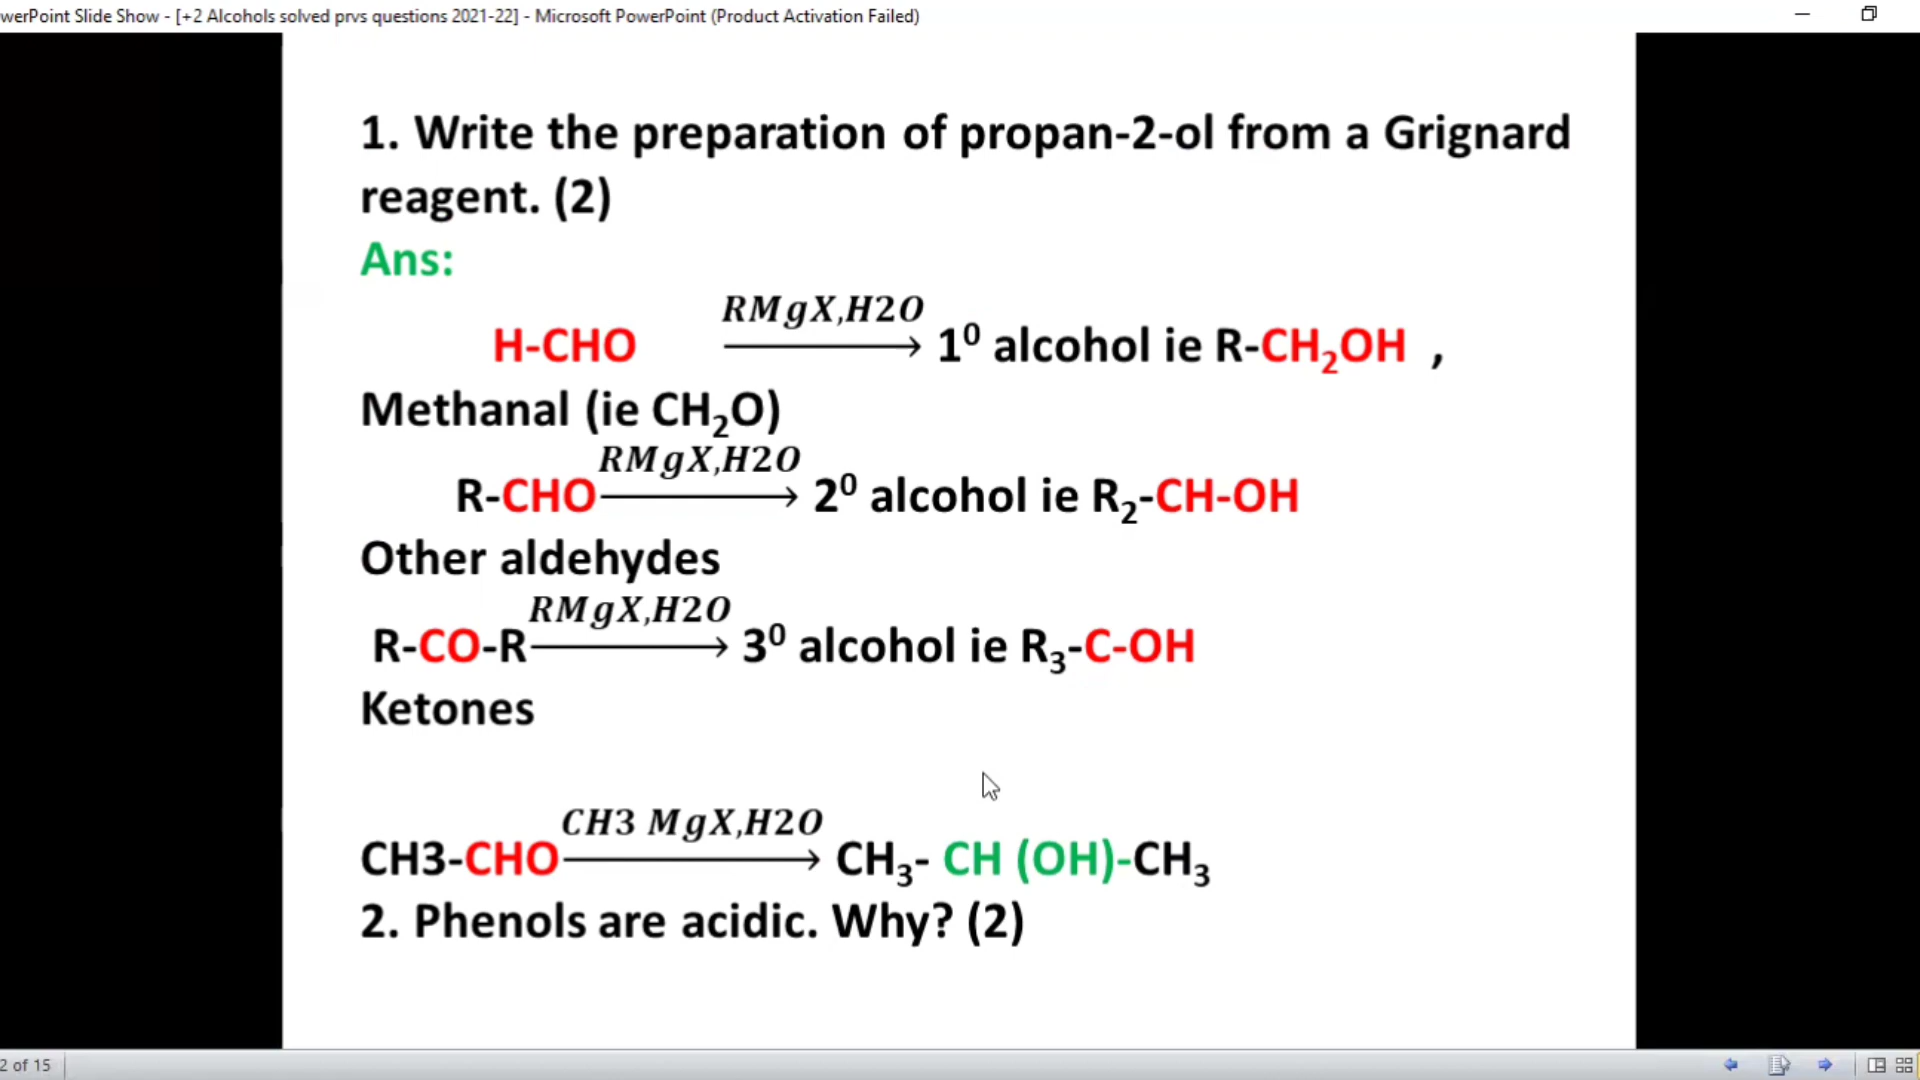 werPoint Slide Show - [+2 Alcohols solved prvs questions 2021-22] - Microsoft PowerPoint (Product Activation Failed)
1. Write the preparation of propan-2-ol from a Grignard
reagent. (2)
Ans:
RMgX,H2O
H-CHO ⟶ 1⁰ alcohol ie R-CH₂OH ,
Methanal (ie CH₂O)
RMgX,H2O
R-CHO ⟶ 2⁰ alcohol ie R₂-CH-OH
Other aldehydes
RMgX,H2O
R-CO-R ⟶ 3⁰ alcohol ie R₃-C-OH
Ketones
CH3 MgX,H2O
CH3-CHO ⟶ CH₃- CH (OH)-CH₃
2. Phenols are acidic. Why? (2)
2 of 15